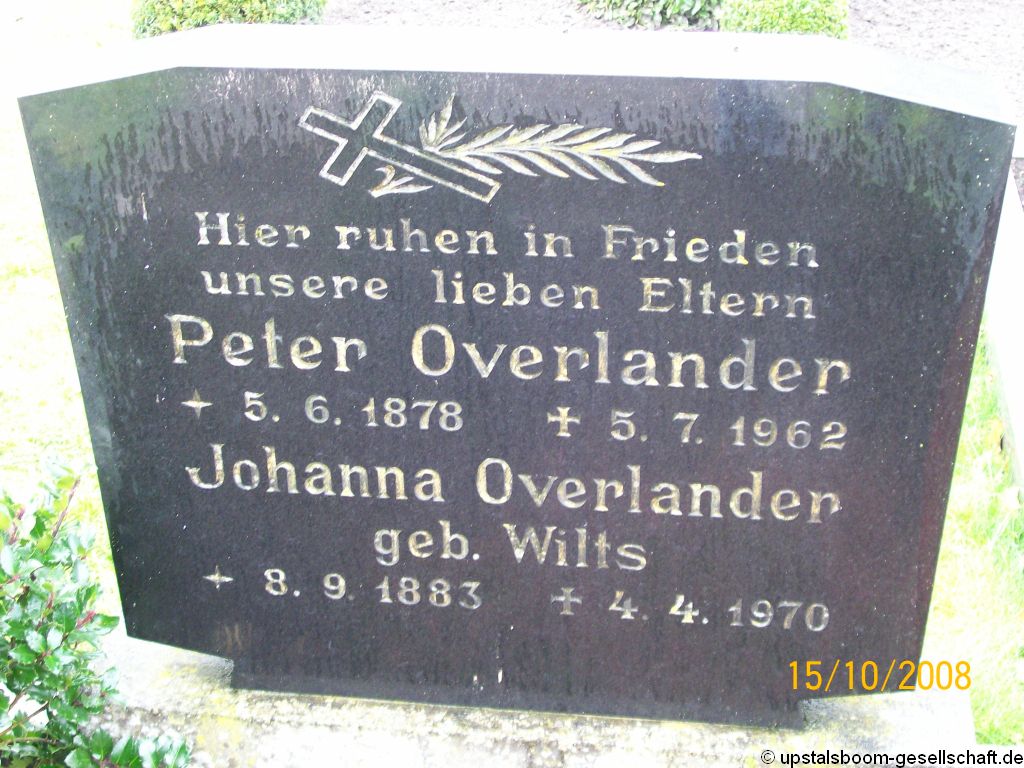 Hier ruhen in Frieden
unsere lieben Eltern
Peter Overlander
5. 6. 1878 5. 7. 1962
Johanna Overlander
geb. Wilts
8. 9. 1883 4. 4. 1970
15/10/2008
© upstalsboom-gesellschaft.de